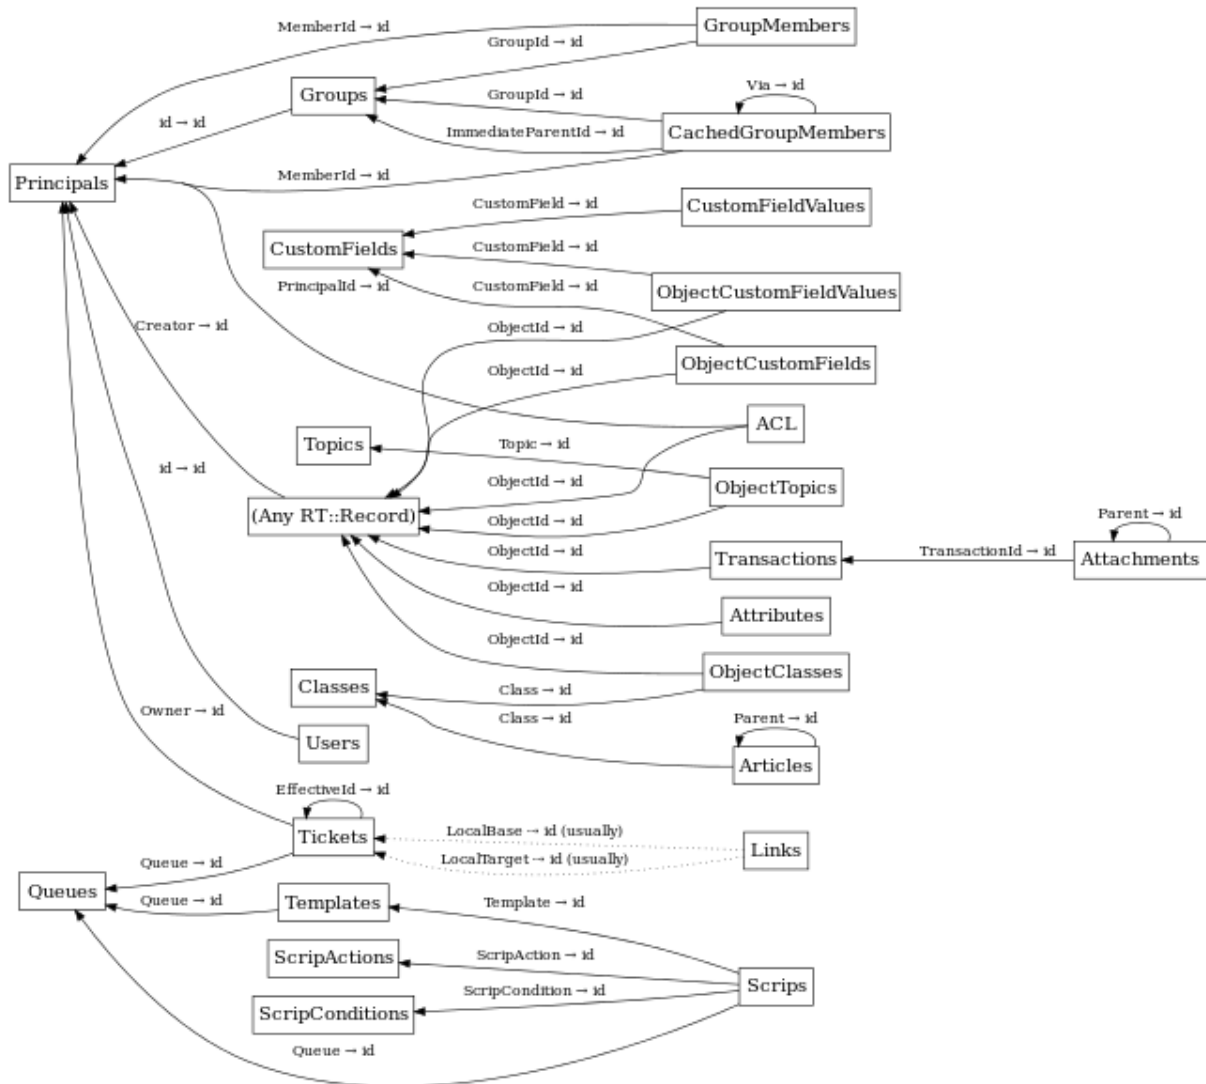 MemberId → id
GroupMembers
GroupId → id
Groups
GroupId → id
Via → id
id → id
ImmediateParentId → id
CachedGroupMembers
Principals
MemberId → id
CustomField → id
CustomFieldValues
CustomFields
CustomField → id
PrincipalId → id
CustomField → id
ObjectCustomFieldValues
Creator → id
ObjectId → id
ObjectId → id
ObjectCustomFields
ACL
Topics
Topic → id
id → id
ObjectId → id
ObjectTopics
(Any RT::Record)
ObjectId → id
Parent → id
ObjectId → id
Transactions
TransactionId → id
Attachments
ObjectId → id
Attributes
ObjectId → id
ObjectClasses
Classes
Class → id
Owner → id
Class → id
Parent → id
Users
Articles
EffectiveId → id
Tickets
LocalBase → id (usually)
Links
Queue → id
LocalTarget → id (usually)
Queues
Queue → id
Templates
Template → id
ScripActions
ScripAction → id
ScripCondition → id
Scrips
ScripConditions
Queue → id